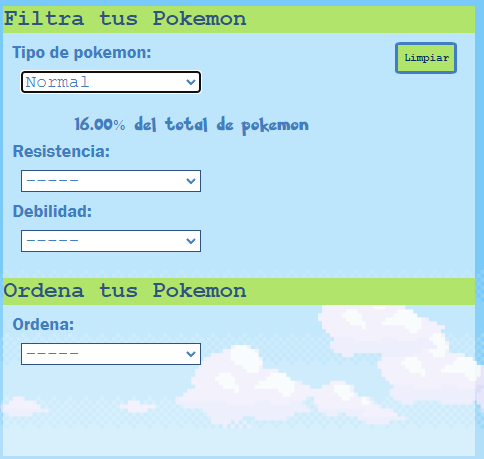 Filtra tus Pokemon
Tipo de pokemon:
Limpiar
Normal
16.00% del total de pokemon
Resistencia:
-----
Debilidad:
-----
Ordena tus Pokemon
Ordena:
-----